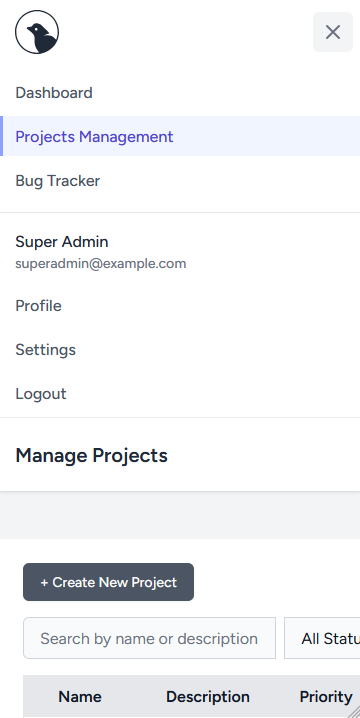 Dashboard
Projects Management
Bug Tracker
Super Admin
superadmin@example.com
Profile
Settings
Logout
Manage Projects
+ Create New Project
Search by name or description All Statu
Name Description Priority